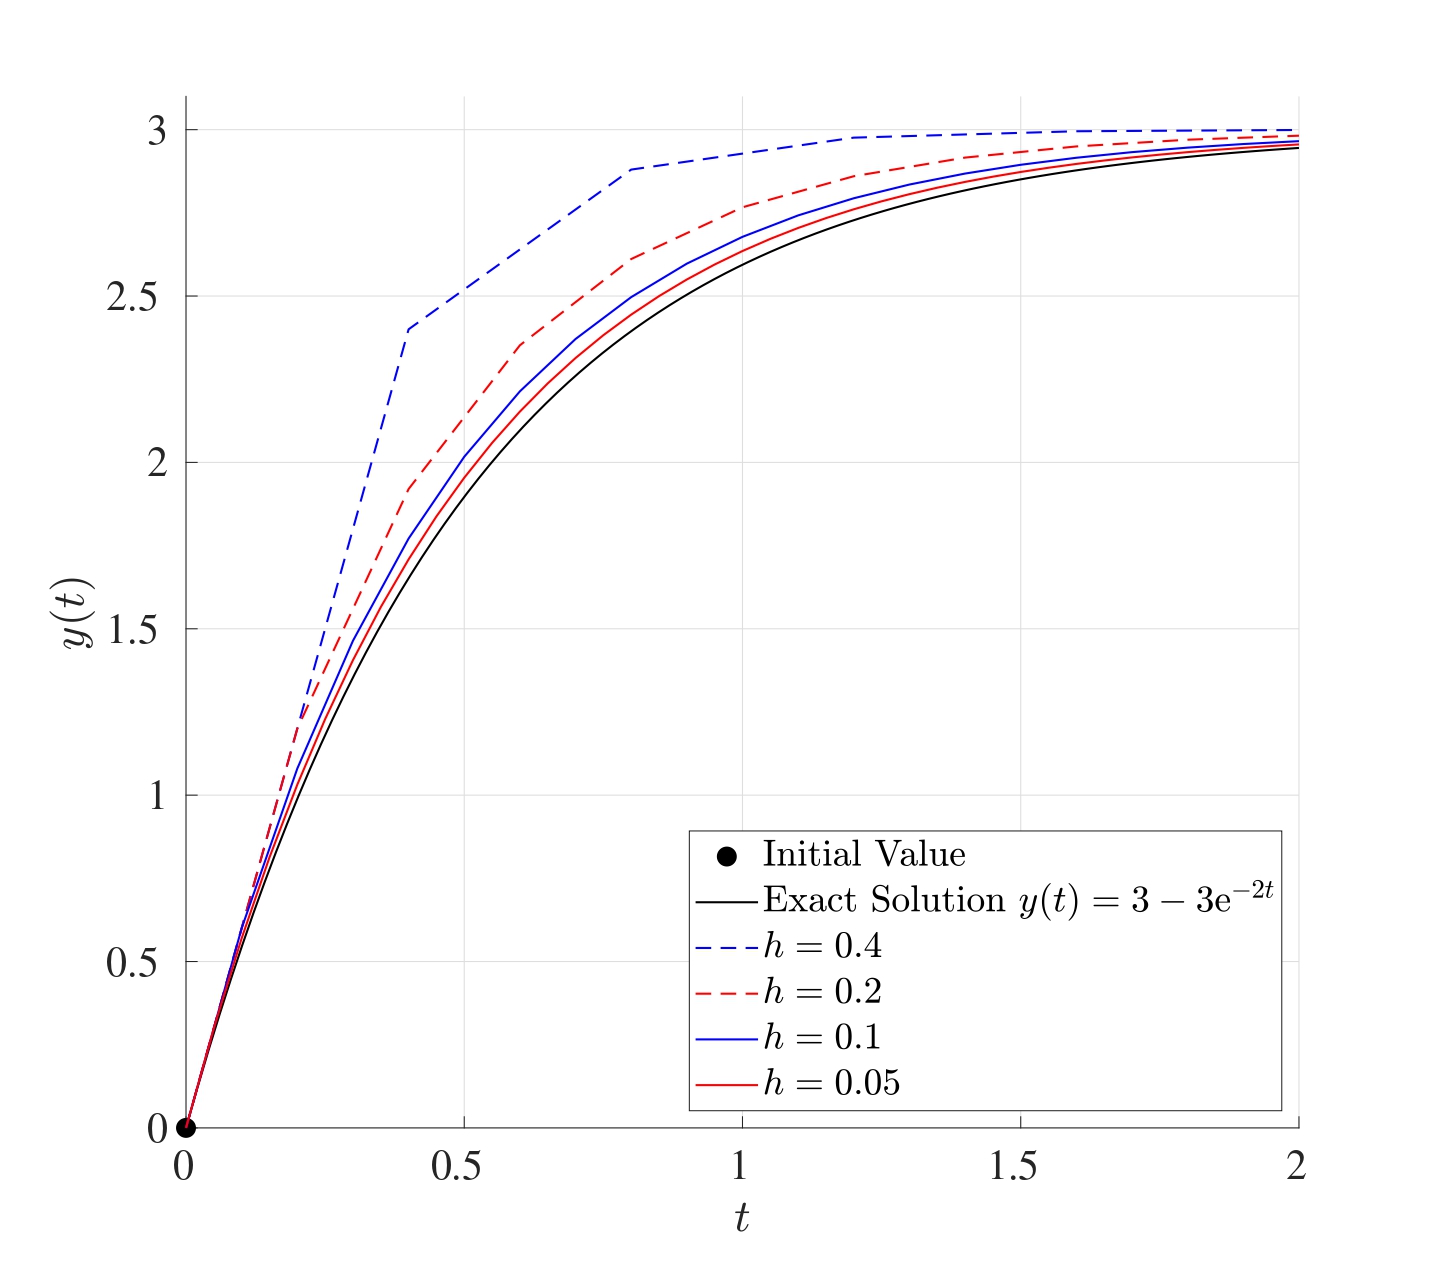 3
2.5
2
1.5
1
0.5
0
y(t)
Initial Value
Exact Solution y(t) = 3 − 3e^{−2t}
h = 0.4
h = 0.2
h = 0.1
h = 0.05
0 0.5 1 1.5 2
t